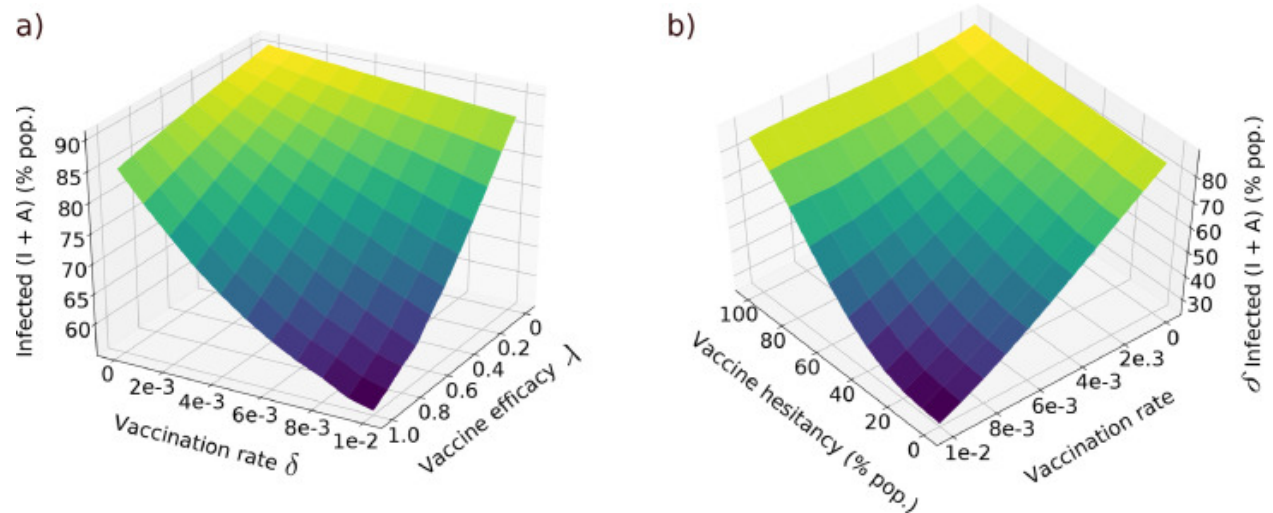 a)
Infected (I + A) (% pop.)
90
85
80
75
70
65
60
0
2e-3
4e-3
6e-3
8e-3
1e-2
Vaccination rate δ
0
0.2
0.4
0.6
0.8
1.0
Vaccine efficacy λ
b)
100
80
60
40
20
0
Vaccine hesitancy (% pop.)
0
2e.3
4e-3
6e-3
8e-3
1e-2
Vaccination rate
80
70
60
50
40
30
δ Infected (I + A) (% pop.)